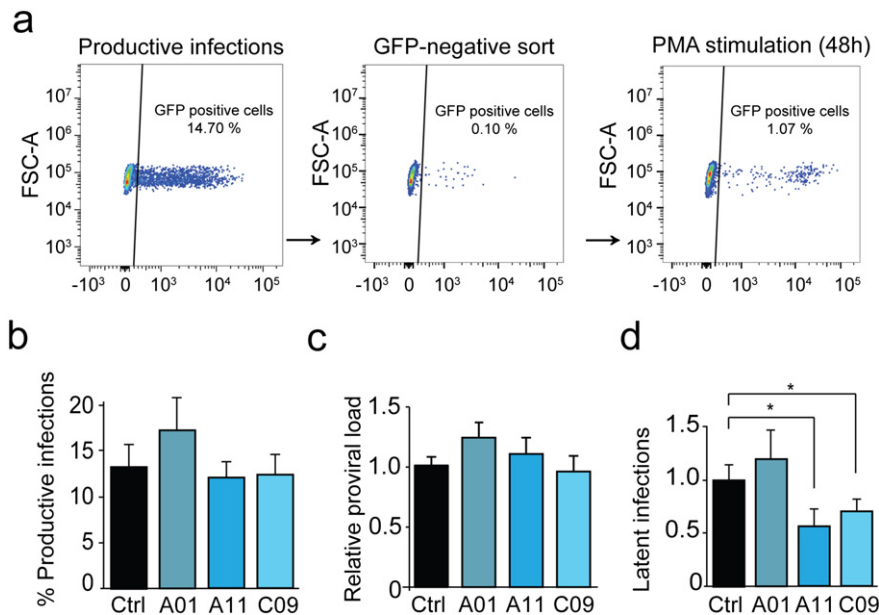 a
Productive infections
GFP-negative sort
PMA stimulation (48h)
FSC-A
10⁷
10⁶
10⁵
10⁴
10³
GFP positive cells
14.70 %
-10³ 0 10³ 10⁴ 10⁵
FSC-A
10⁷
10⁶
10⁵
10⁴
10³
GFP positive cells
0.10 %
-10³ 0 10³ 10⁴ 10⁵
FSC-A
10⁷
10⁶
10⁵
10⁴
10³
GFP positive cells
1.07 %
-10³ 0 10³ 10⁴ 10⁵
b
% Productive infections
20
15
10
5
0
Ctrl A01 A11 C09
c
Relative proviral load
1.5
1.0
0.5
0
Ctrl A01 A11 C09
d
Latent infections
*
*
1.5
1.0
0.5
0
Ctrl A01 A11 C09